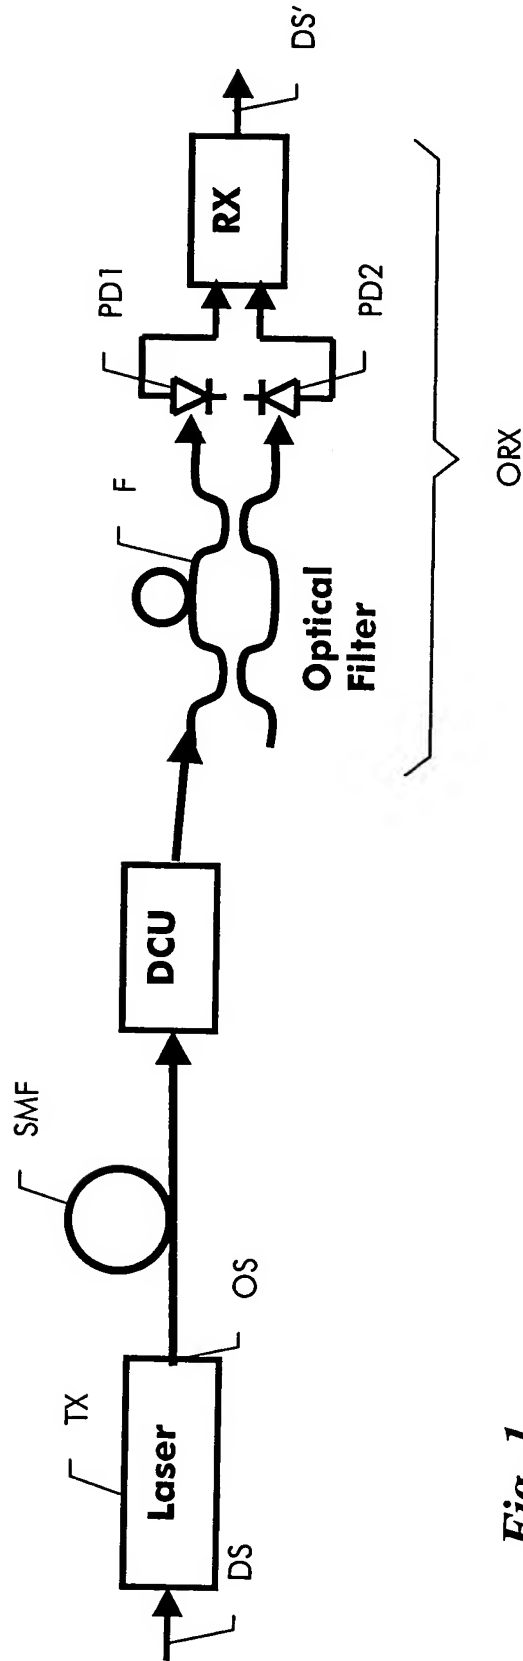 DS
Laser
TX
OS
SMF
DCU
Optical
Filter
F
PD1
PD2
RX
DS'
ORX
Fig. 1